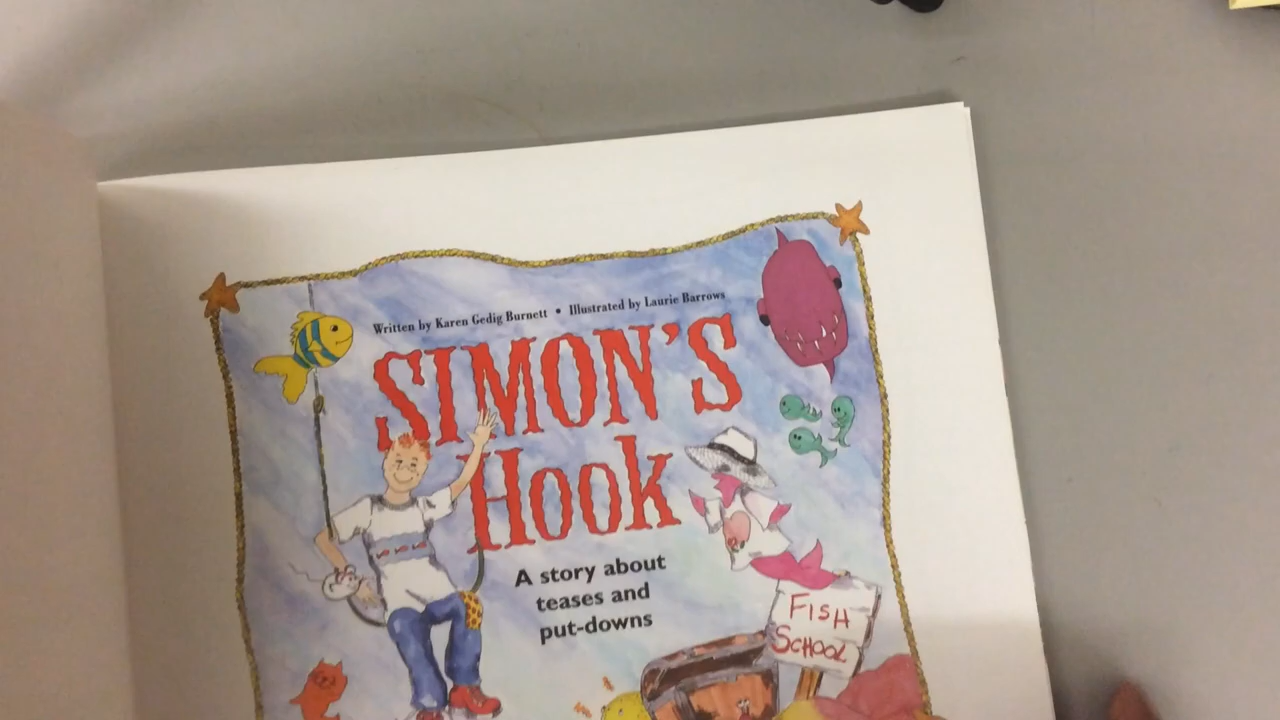 Written by Karen Gedig Burnett • Illustrated by Laurie Barrows
SIMON'S
Hook
A story about
teases and
put-downs
FISH
SCHOOL